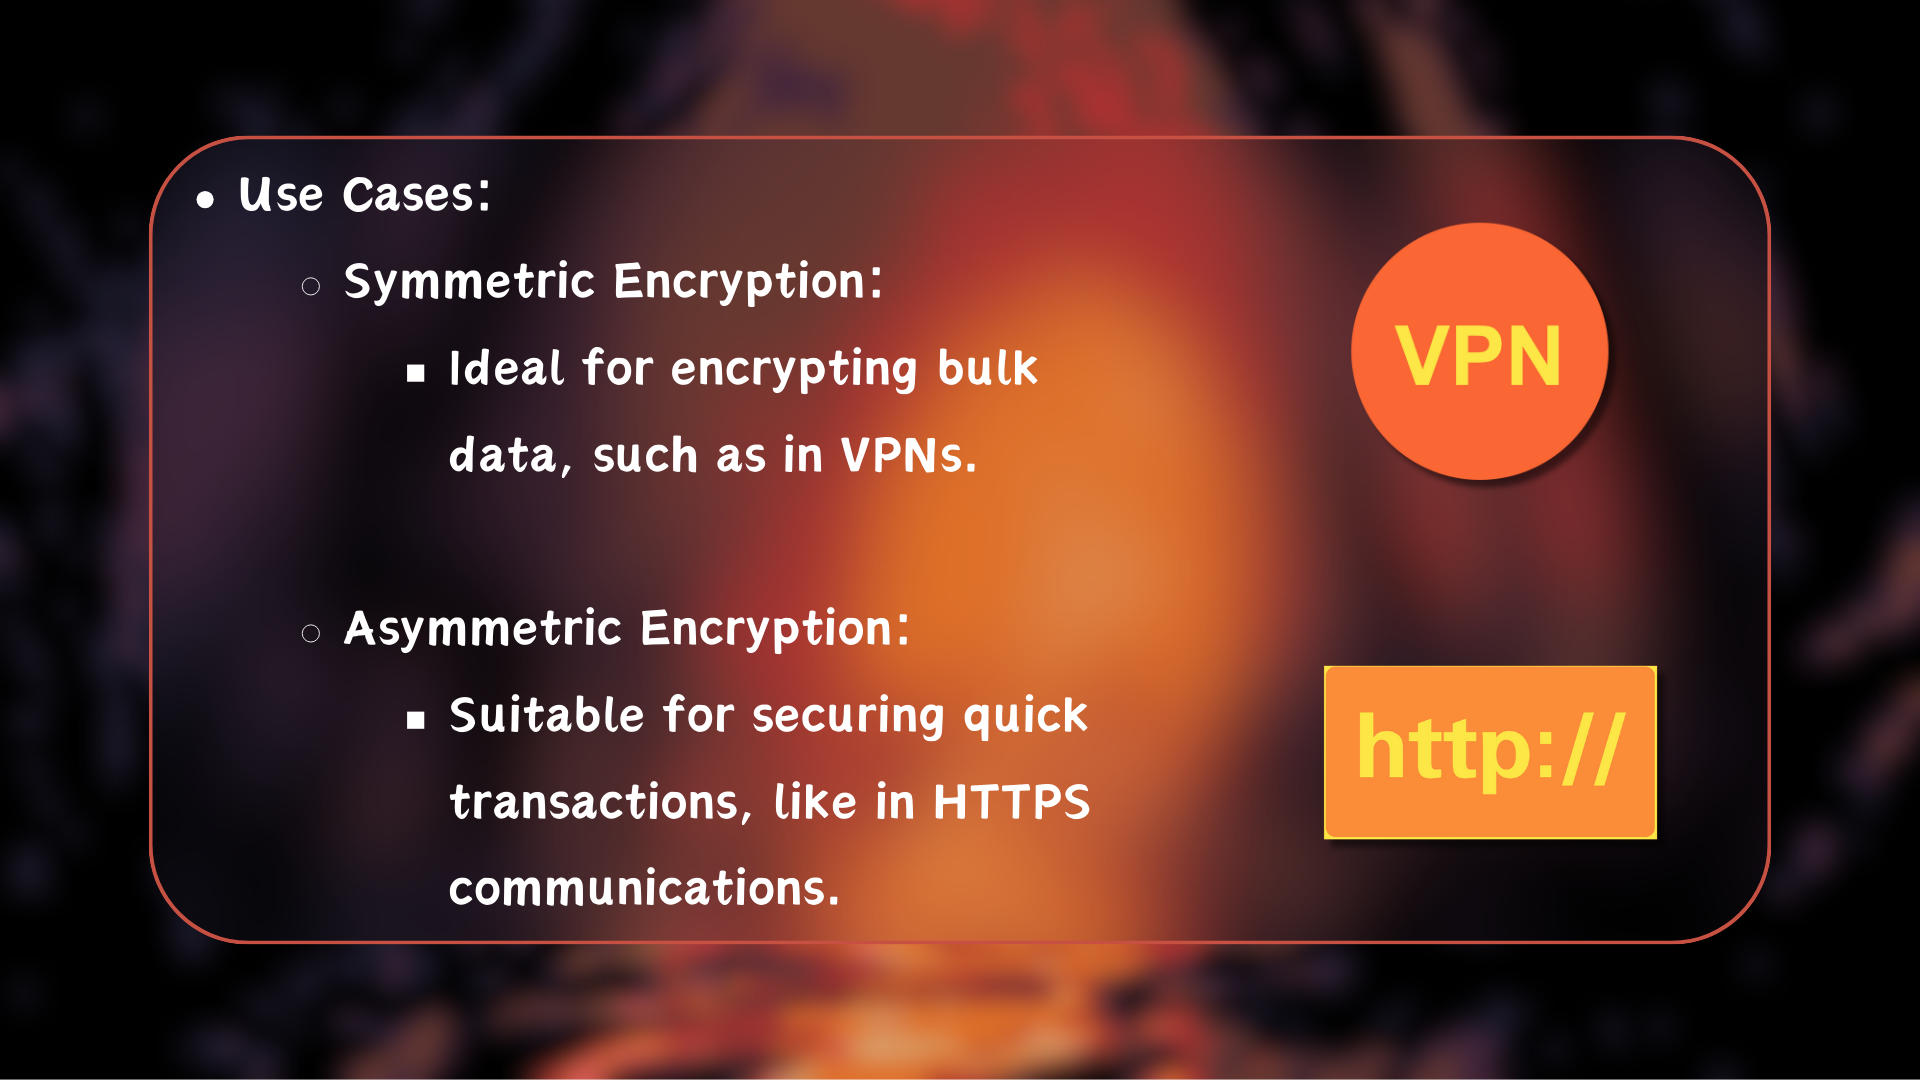 • Use Cases:
○ Symmetric Encryption:
▪ Ideal for encrypting bulk
data, such as in VPNs.
VPN
○ Asymmetric Encryption:
▪ Suitable for securing quick
transactions, like in HTTPS
communications.
http://